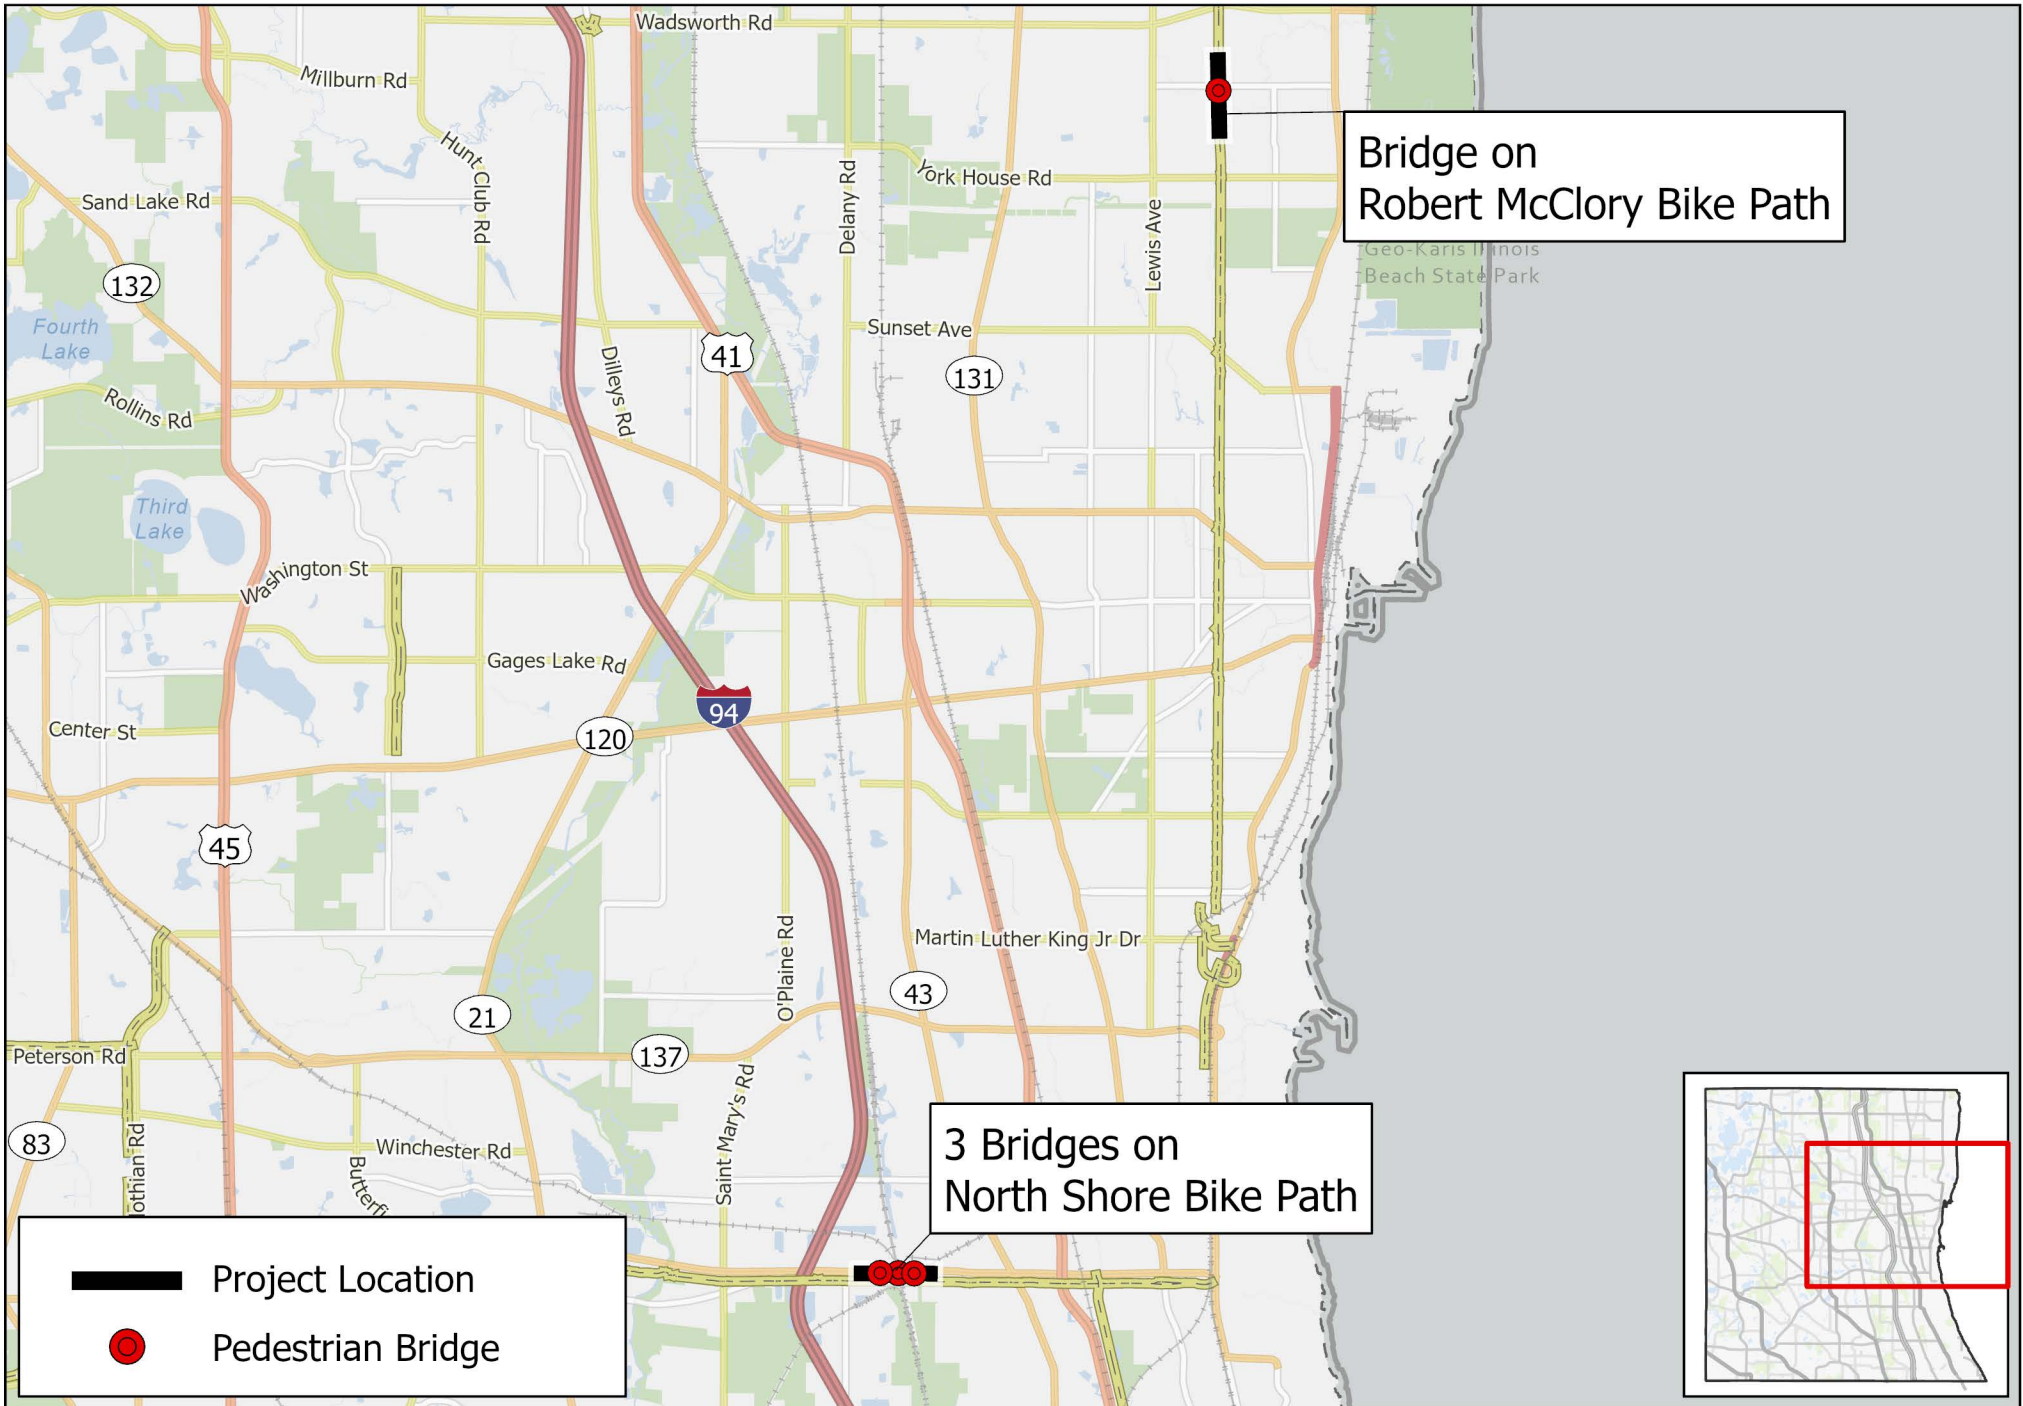 Wadsworth Rd
Millburn Rd
Hunt Club Rd
York House Rd
Delany Rd
Lewis Ave
Bridge on
Robert McClory Bike Path
Sand Lake Rd
Beach State Park
132
Fourth
Lake
41
Sunset Ave
131
Dilleys Rd
Rollins Rd
Third
Lake
Washington St
Gages Lake Rd
94
Center St
120
45
O'Plaine Rd
Martin Luther King Jr Dr
43
21
137
Peterson Rd
Saint Mary's Rd
83
Winchester Rd
3 Bridges on
North Shore Bike Path
Project Location
Pedestrian Bridge